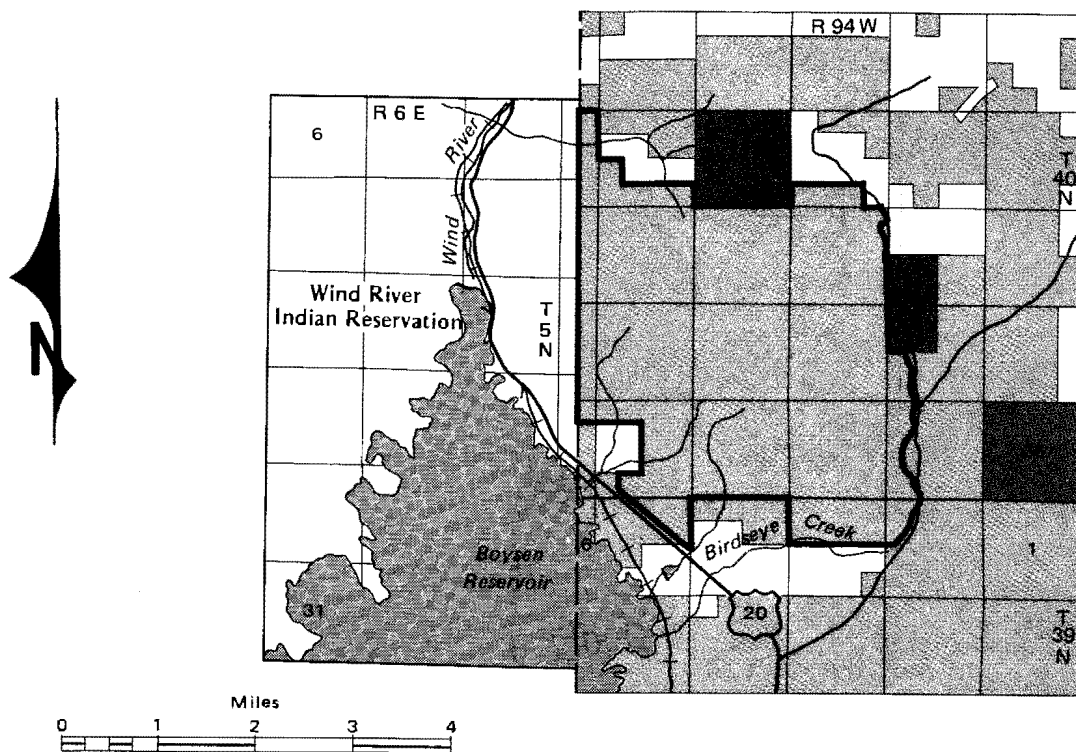 R 94 W
6
R 6 E
River
Wind
T
40
N
Wind River
Indian Reservation
T
5
N
Birdseye Creek
6
Boysen
Reservoir
1
31
20
T
39
N
N
Miles
0 1 2 3 4